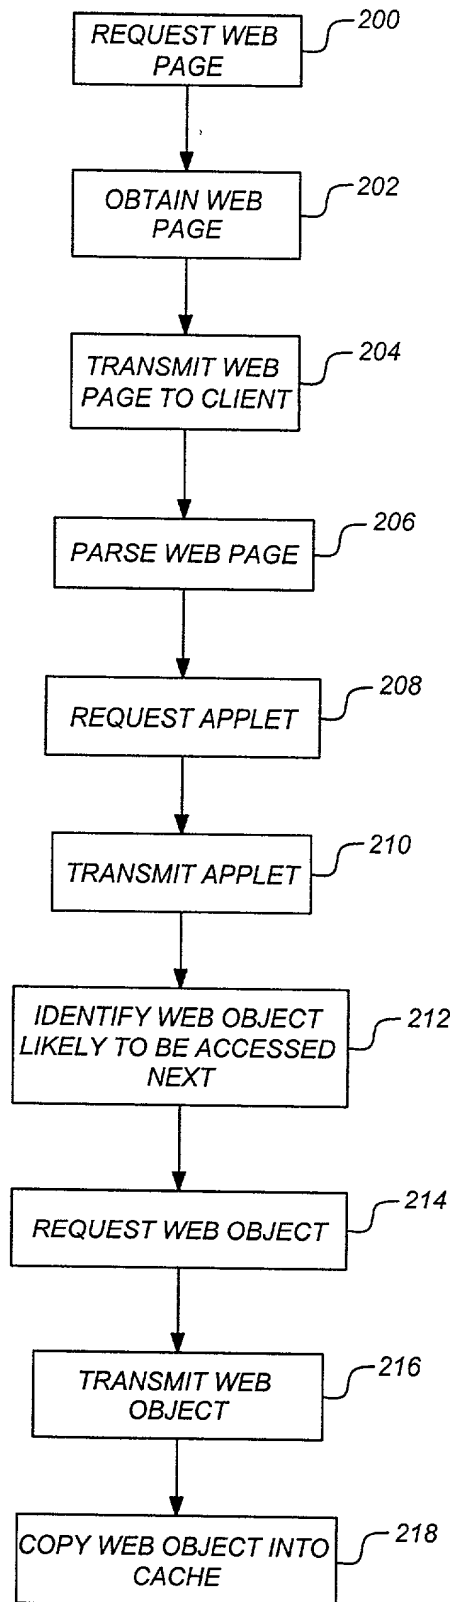 REQUEST WEB
PAGE
200
OBTAIN WEB
PAGE
202
TRANSMIT WEB
PAGE TO CLIENT
204
PARSE WEB PAGE
206
REQUEST APPLET
208
TRANSMIT APPLET
210
IDENTIFY WEB OBJECT
LIKELY TO BE ACCESSED
NEXT
212
REQUEST WEB OBJECT
214
TRANSMIT WEB
OBJECT
216
COPY WEB OBJECT INTO
CACHE
218